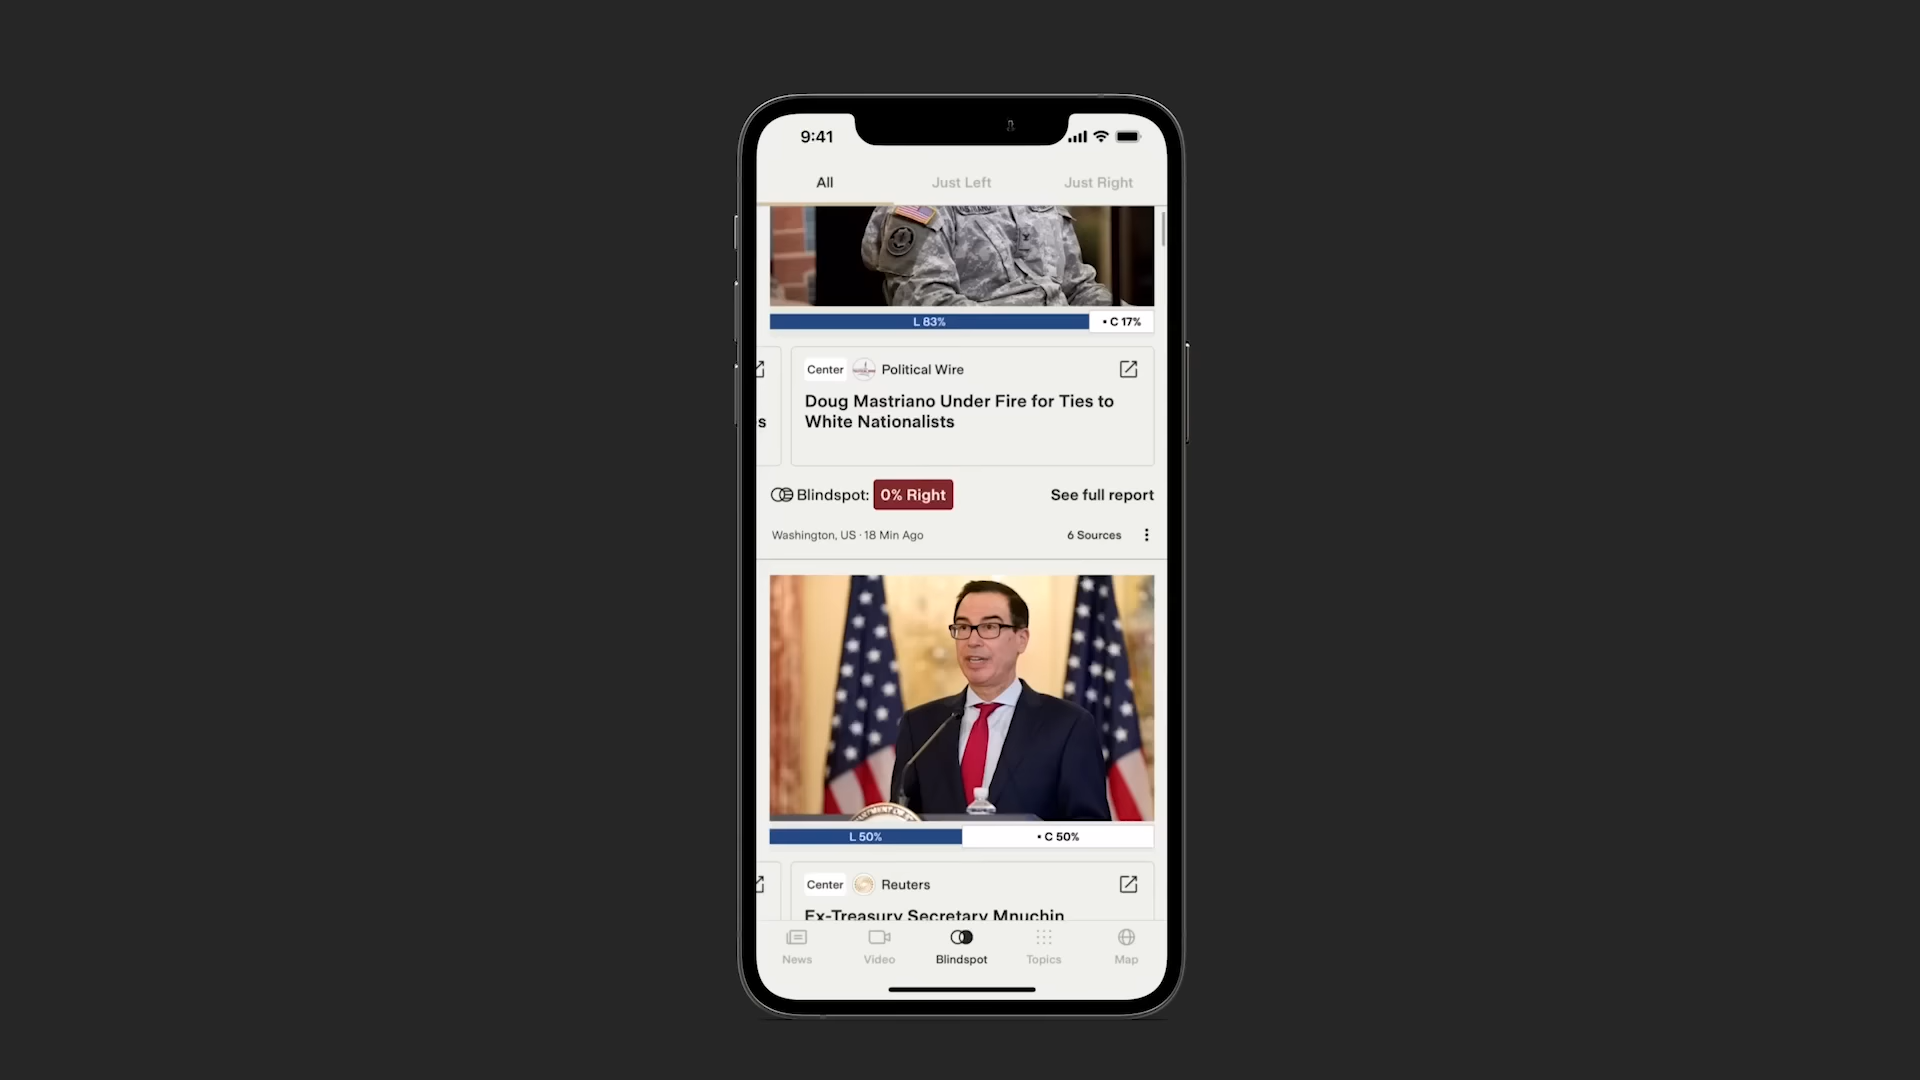 9:41
All
Just Left
Just Right
L 83%
• C 17%
Center
Political Wire
Doug Mastriano Under Fire for Ties to
White Nationalists
s
Blindspot:
0% Right
See full report
Washington, US · 18 Min Ago
6 Sources
L 50%
• C 50%
Center
Reuters
Ex-Treasury Secretary Mnuchin
News
Video
Blindspot
Topics
Map